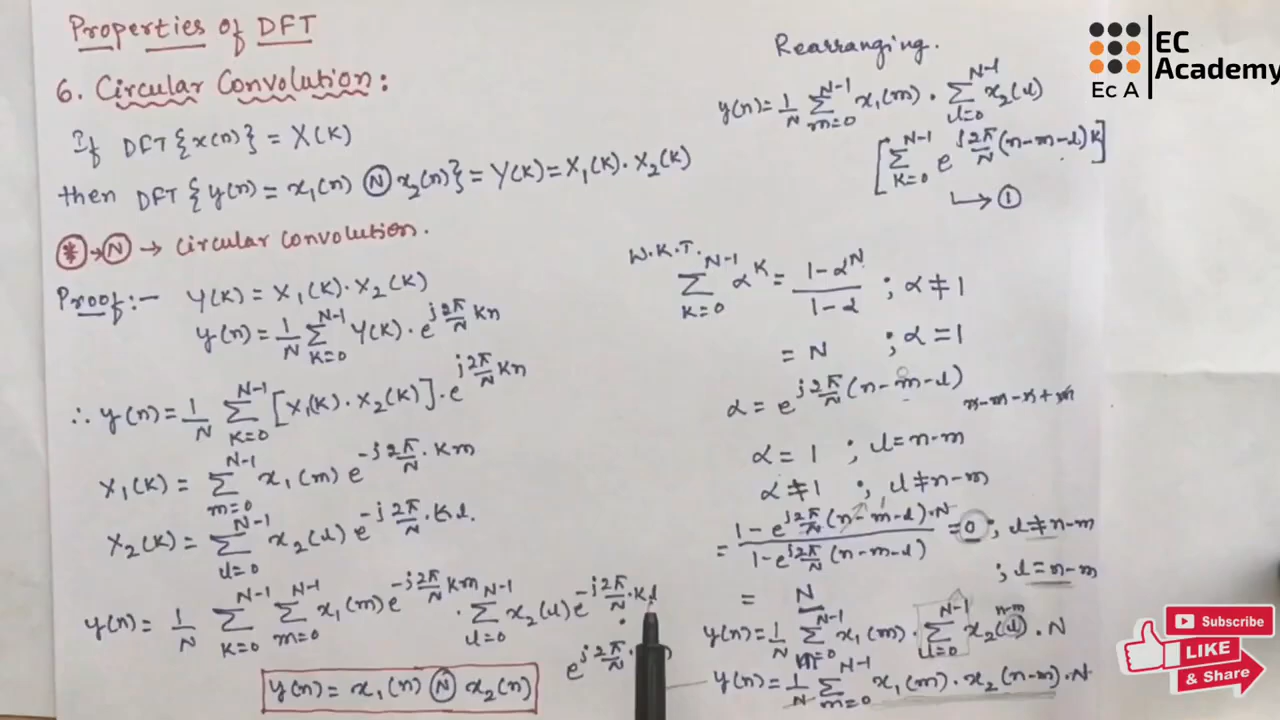 Properties of DFT
6. Circular Convolution:
If DFT{x(n)} = X(K)
then DFT{y(n) = x₁(n) Ⓝ x₂(n)} = Y(K) = X₁(K).X₂(K)
⊛→Ⓝ → Circular convolution.
Proof:- Y(K) = X₁(K).X₂(K)
y(n) = 1/N Σ_{K=0}^{N-1} Y(K).e^{j2π/N Kn}
∴ y(n) = 1/N Σ_{K=0}^{N-1} [X₁(K).X₂(K)].e^{j2π/N Kn}
X₁(K) = Σ_{m=0}^{N-1} x₁(m) e^{-j2π/N .Km}
X₂(K) = Σ_{l=0}^{N-1} x₂(l) e^{-j2π/N .Kl}
y(n) = 1/N Σ_{K=0}^{N-1} Σ_{m=0}^{N-1} x₁(m) e^{-j2π/N Km} . Σ_{l=0}^{N-1} x₂(l) e^{-j2π/N .Kl} .
e^{j2π/N .
y(n) = x₁(n) Ⓝ x₂(n)
Rearranging.
y(n) = 1/N Σ_{m=0}^{N-1} x₁(m) . Σ_{l=0}^{N-1} x₂(l)
[Σ_{K=0}^{N-1} e^{j2π/N (n-m-l)K}]
↳ ①
W.K.T.
Σ_{K=0}^{N-1} α^K = (1-α^N)/(1-α) ; α≠1
= N ; α=1
α = e^{j2π/N (n-m-l)}
n-m-n+m
α = 1 ; l=n-m
α≠1 ; l≠n-m
= (1-e^{j2π/N (n-m-l).N})/(1-e^{j2π/N (n-m-l)}) = 0 ; l≠n-m
= N ; l=n-m
n-m
y(n) = 1/N Σ_{m=0}^{N-1} x₁(m) . Σ_{l=0}^{N-1} x₂(l) . N
y(n) = 1/N Σ_{m=0}^{N-1} x₁(m) . x₂(n-m) . N
EC
Academy
Ec A
Subscribe
LIKE
& Share